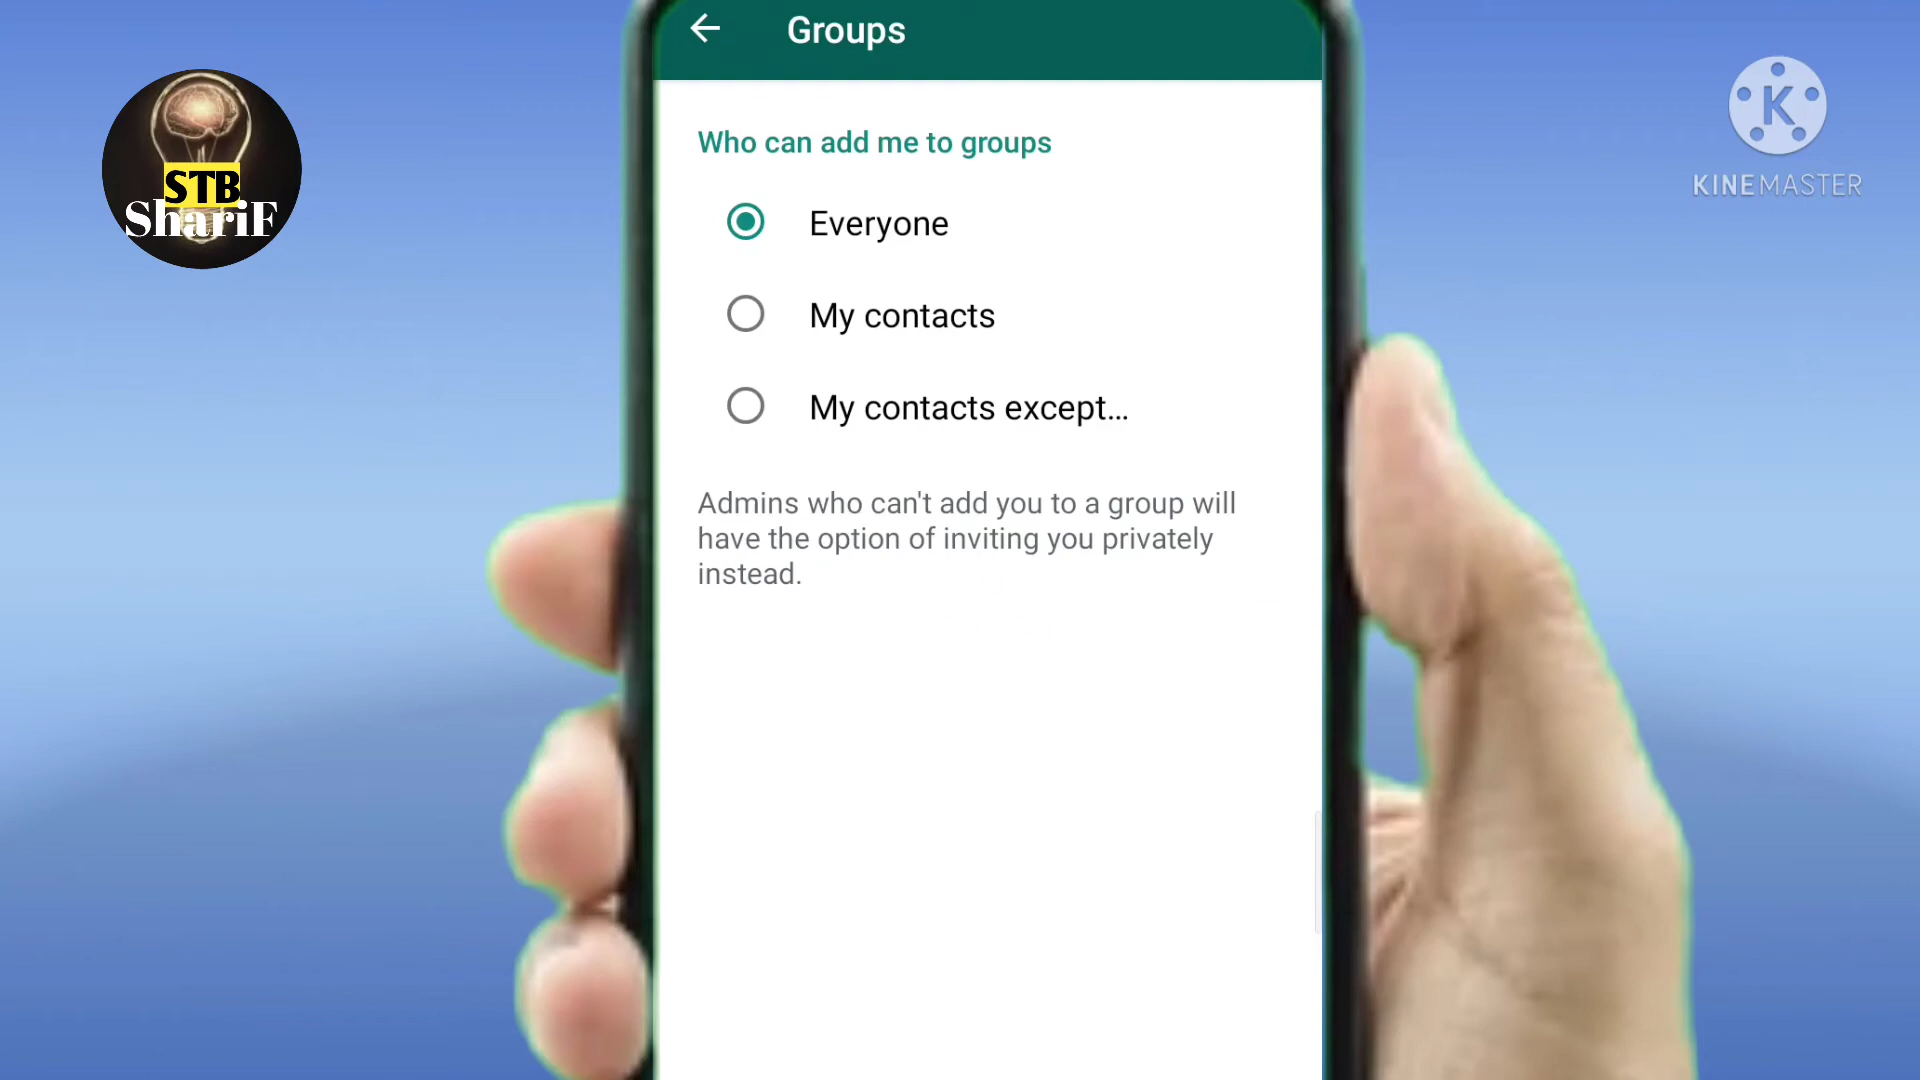 Groups
STB
ShariF
K
KINEMASTER
Who can add me to groups
Everyone
My contacts
My contacts except...
Admins who can't add you to a group will
have the option of inviting you privately
instead.